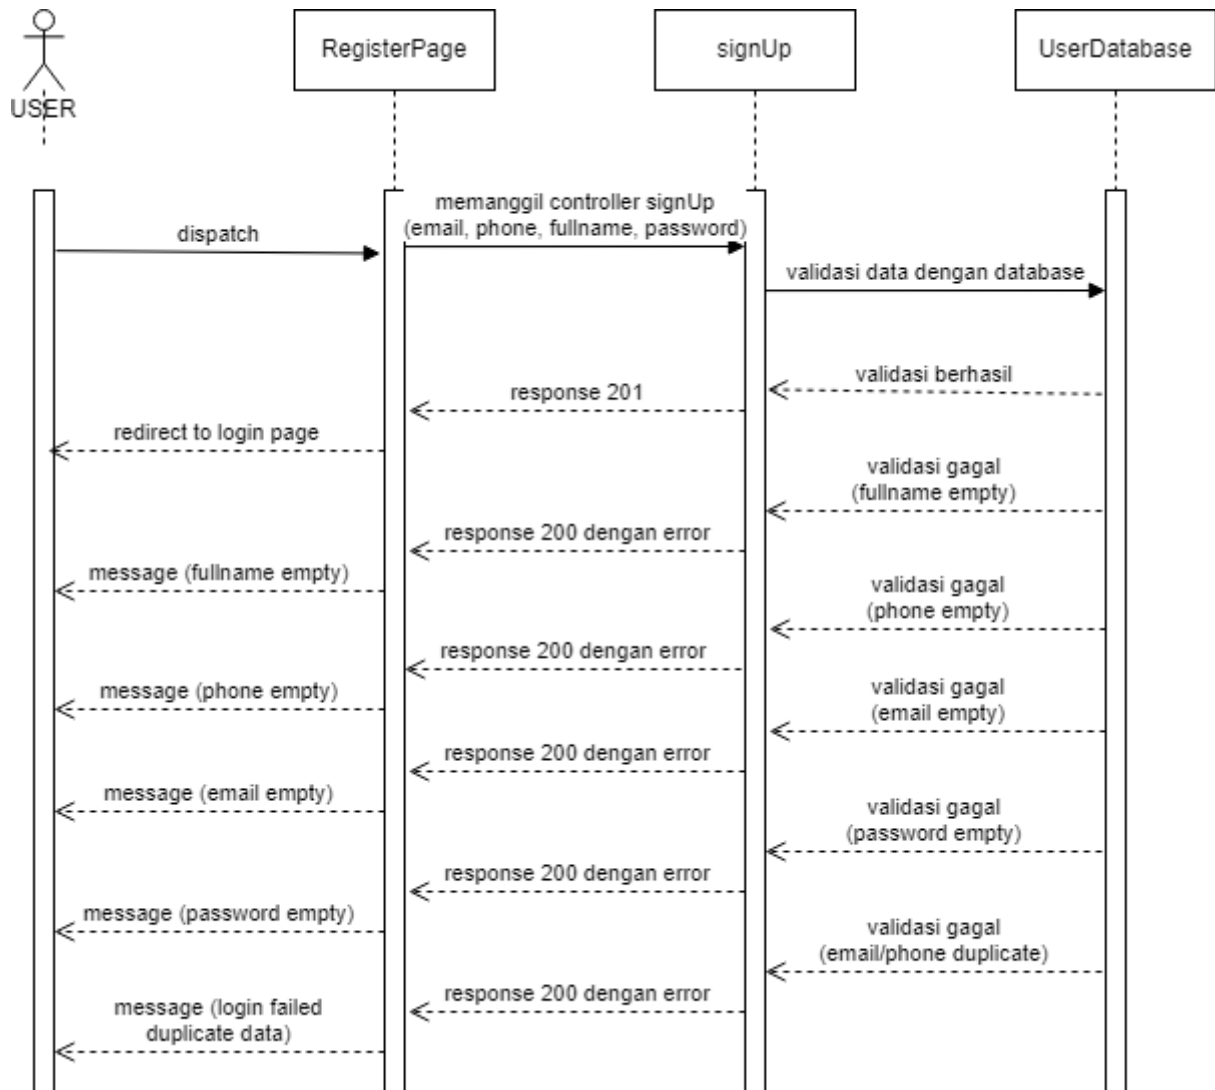 USER
RegisterPage
signUp
UserDatabase
memanggil controller signUp
(email, phone, fullname, password)
dispatch
validasi data dengan database
validasi berhasil
response 201
redirect to login page
validasi gagal
(fullname empty)
response 200 dengan error
message (fullname empty)
validasi gagal
(phone empty)
response 200 dengan error
message (phone empty)
validasi gagal
(email empty)
response 200 dengan error
message (email empty)
validasi gagal
(password empty)
response 200 dengan error
message (password empty)
validasi gagal
(email/phone duplicate)
response 200 dengan error
message (login failed
duplicate data)